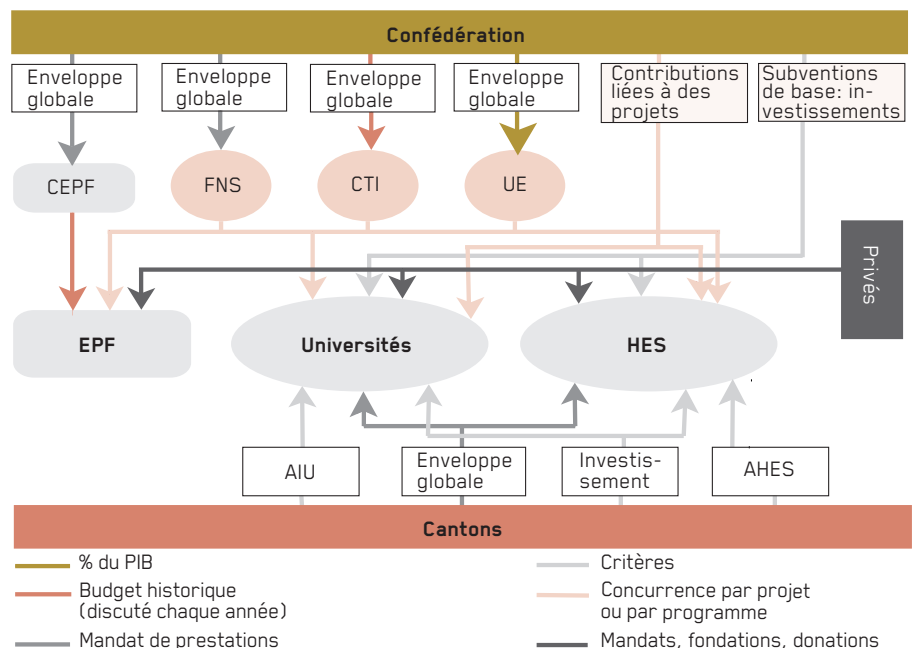 Confédération
Enveloppe
globale
Enveloppe
globale
Enveloppe
globale
Enveloppe
globale
Contributions
liées à des
projets
Subventions
de base: in-
vestissements
CEPF
FNS
CTI
UE
Privés
EPF
Universités
HES
AIU
Enveloppe
globale
Investis-
sement
AHES
Cantons
% du PIB
Budget historique
(discuté chaque année)
Mandat de prestations
Critères
Concurrence par projet
ou par programme
Mandats, fondations, donations